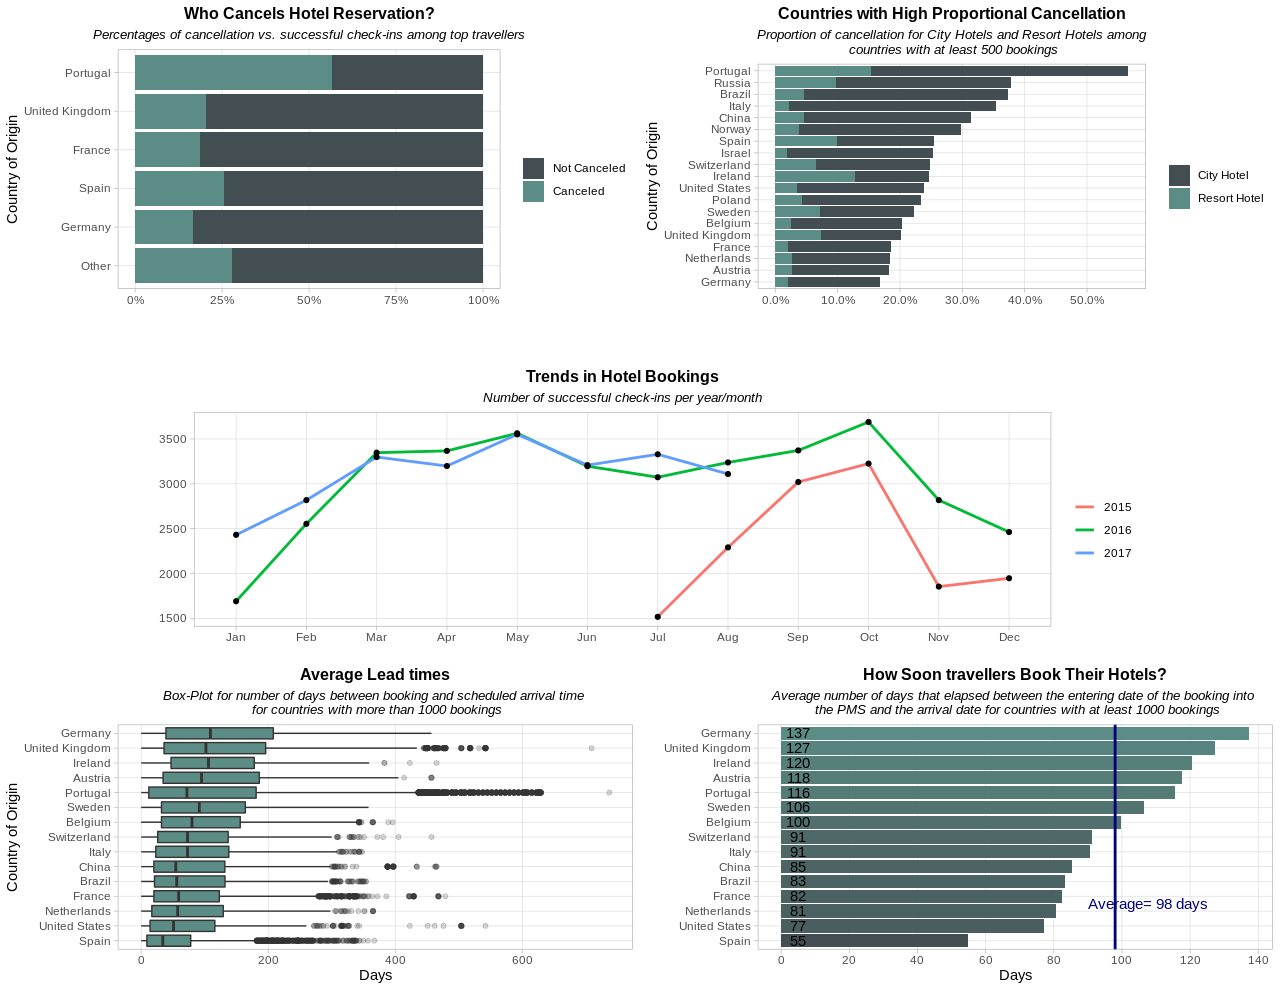 Who Cancels Hotel Reservation?
Percentages of cancellation vs. successful check-ins among top travellers
Country of Origin
Portugal
United Kingdom
France
Spain
Germany
Other
0%
25%
50%
75%
100%
Not Canceled
Canceled
Countries with High Proportional Cancellation
Proportion of cancellation for City Hotels and Resort Hotels among
countries with at least 500 bookings
Country of Origin
Portugal
Russia
Brazil
Italy
China
Norway
Spain
Israel
Switzerland
Ireland
United States
Poland
Sweden
Belgium
United Kingdom
France
Netherlands
Austria
Germany
0.0%
10.0%
20.0%
30.0%
40.0%
50.0%
City Hotel
Resort Hotel
Trends in Hotel Bookings
Number of successful check-ins per year/month
3500
3000
2500
2000
1500
Jan
Feb
Mar
Apr
May
Jun
Jul
Aug
Sep
Oct
Nov
Dec
2015
2016
2017
Average Lead times
Box-Plot for number of days between booking and scheduled arrival time
for countries with more than 1000 bookings
Country of Origin
Germany
United Kingdom
Ireland
Austria
Portugal
Sweden
Belgium
Switzerland
Italy
China
Brazil
France
Netherlands
United States
Spain
0
200
400
600
Days
How Soon travellers Book Their Hotels?
Average number of days that elapsed between the entering date of the booking into
the PMS and the arrival date for countries with at least 1000 bookings
Germany 137
United Kingdom 127
Ireland 120
Austria 118
Portugal 116
Sweden 106
Belgium 100
Switzerland 91
Italy 91
China 85
Brazil 83
France 82
Netherlands 81
United States 77
Spain 55
Average= 98 days
0
20
40
60
80
100
120
140
Days